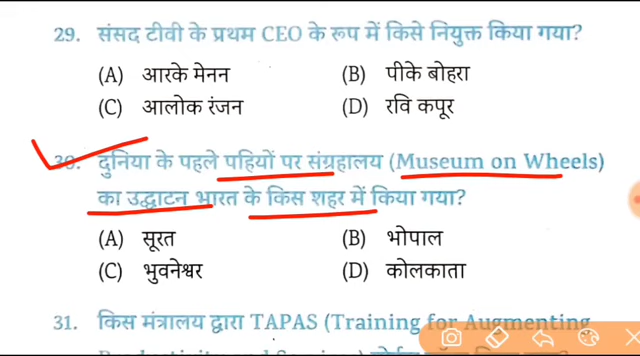 29. संसद टीवी के प्रथम CEO के रूप में किसे नियुक्त किया गया?
(A) आरके मेनन (B) पीके बोहरा
(C) आलोक रंजन (D) रवि कपूर
30. दुनिया के पहले पहियों पर संग्रहालय (Museum on Wheels)
का उद्घाटन भारत के किस शहर में किया गया?
(A) सूरत (B) भोपाल
(C) भुवनेश्वर (D) कोलकाता
31. किस मंत्रालय द्वारा TAPAS (Training for Augmenting